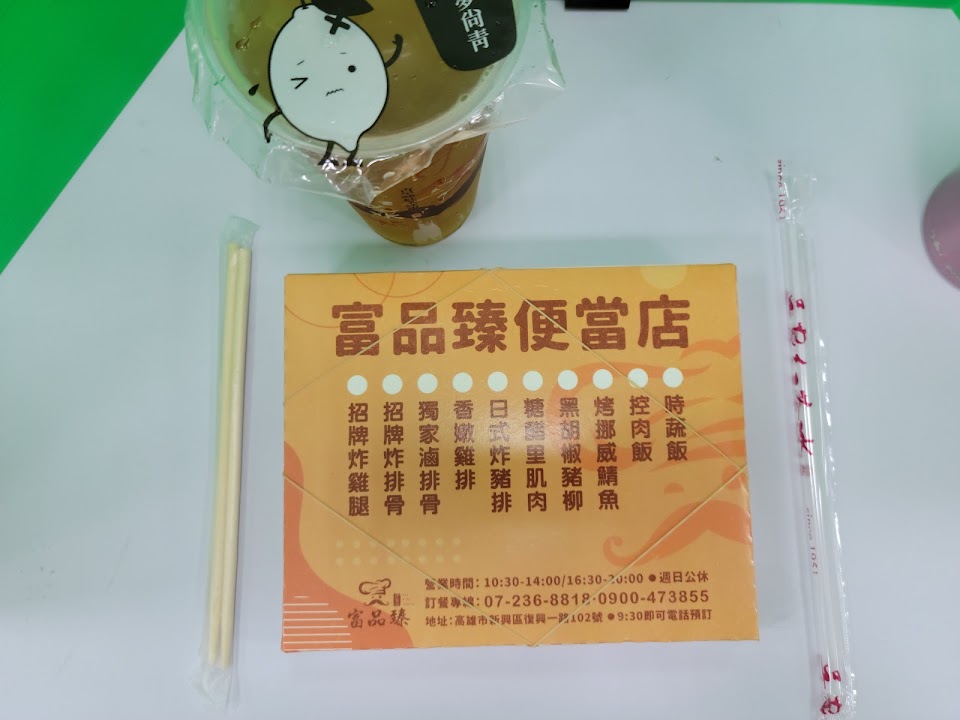 尚青
富品臻便當店
招牌炸雞腿
招牌炸排骨
獨家滷排骨
香嫩雞排
日式炸豬排
糖醋里肌肉
黑胡椒豬柳
烤挪威鯖魚
控肉飯
時蔬飯
富品臻
營業時間：10:30-14:00/16:30-20:00 ●週日公休
訂餐專線：07-236-8818·0900-473855
地址：高雄市新興區復興一路102號 ●9:30即可電話預訂